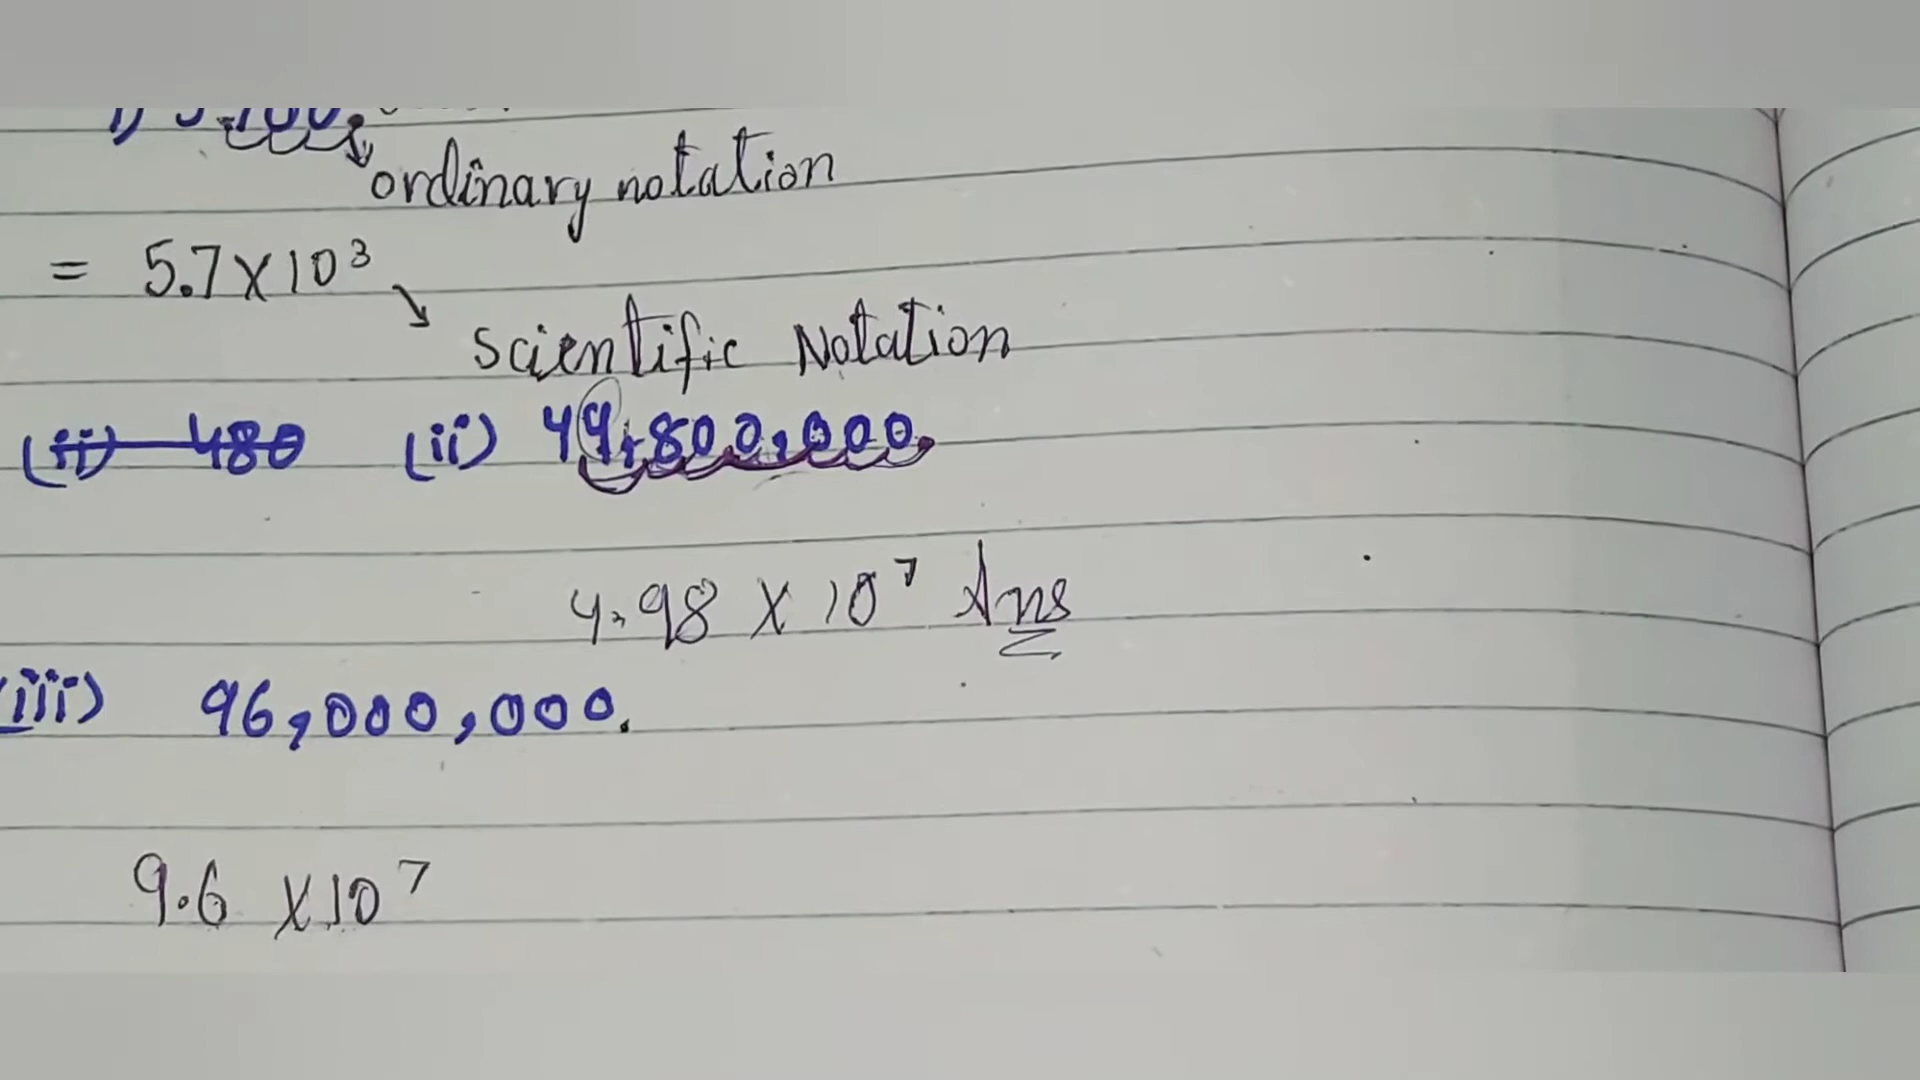 ordinary notation
= 5.7 X 10³
Scientific Notation
(ii) 480 (ii) 49,800,000.
4.98 X 10⁷ Ans
(iii) 96,000,000.
9.6 X 10⁷